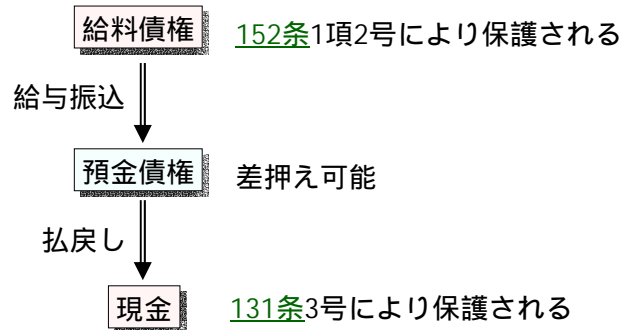 給料債権 152条1項2号により保護される
給与振込
預金債権 差押え可能
払戻し
現金 131条3号により保護される